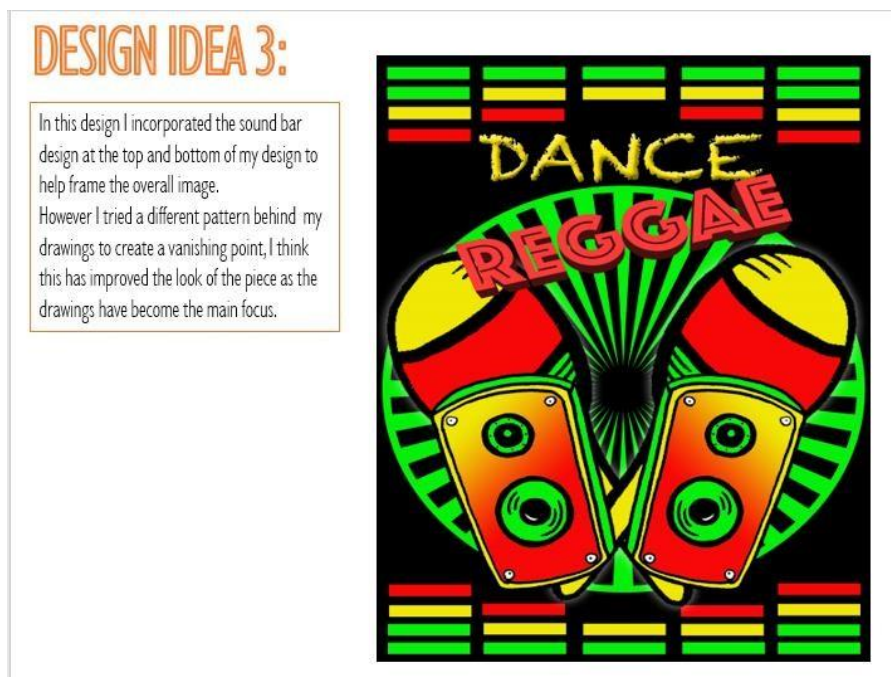 DESIGN IDEA 3:
In this design I incorporated the sound bar
design at the top and bottom of my design to
help frame the overall image.
However I tried a different pattern behind my
drawings to create a vanishing point, I think
this has improved the look of the piece as the
drawings have become the main focus.
DANCE
REGGAE